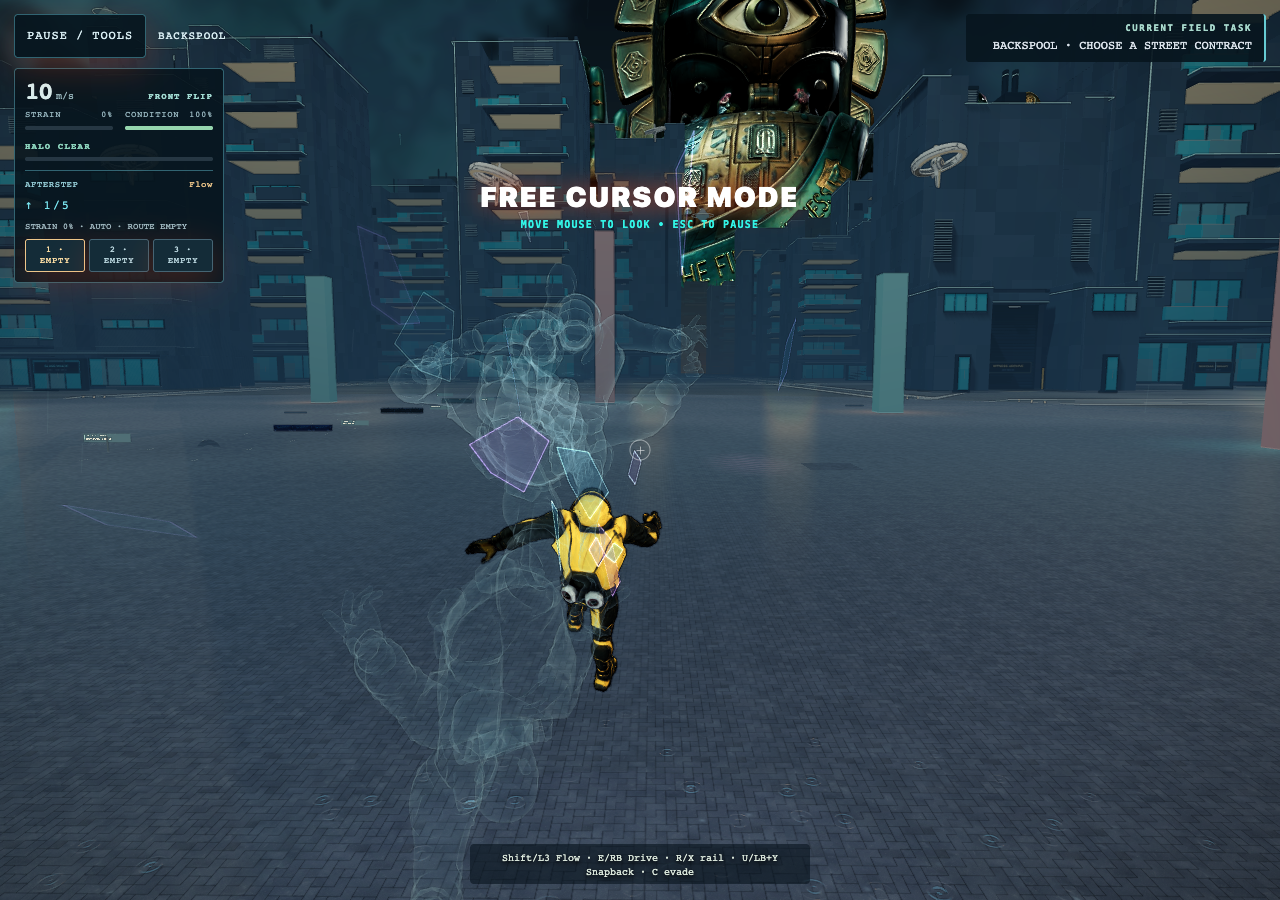 PAUSE / TOOLS
BACKSPOOL
CURRENT FIELD TASK
BACKSPOOL · CHOOSE A STREET CONTRACT
10 m/s
FRONT FLIP
STRAIN 0%
CONDITION 100%
HALO CLEAR
AFTERSTEP
Flow
↑ 1/5
STRAIN 0% · AUTO · ROUTE EMPTY
1 · EMPTY
2 · EMPTY
3 · EMPTY
FREE CURSOR MODE
MOVE MOUSE TO LOOK • ESC TO PAUSE
Shift/L3 Flow · E/RB Drive · R/X rail · U/LB+Y
Snapback · C evade